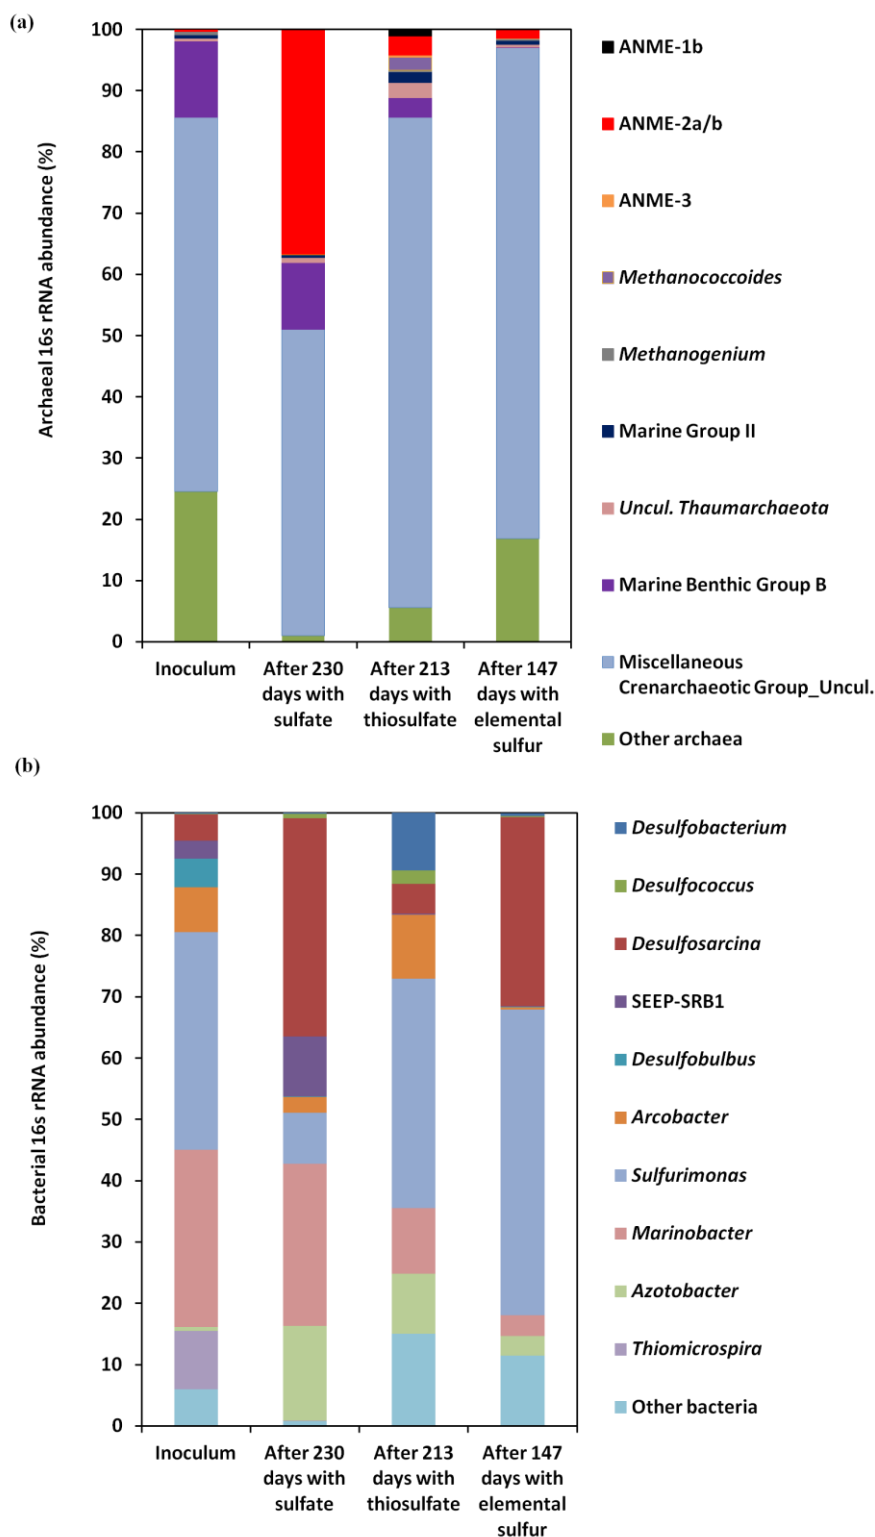 (a)
Archaeal 16s rRNA abundance (%)
100
90
80
70
60
50
40
30
20
10
0
Inoculum
After 230
days with
sulfate
After 213
days with
thiosulfate
After 147
days with
elemental
sulfur
ANME-1b
ANME-2a/b
ANME-3
Methanococcoides
Methanogenium
Marine Group II
Uncul. Thaumarchaeota
Marine Benthic Group B
Miscellaneous
Crenarchaeotic Group_Uncul.
Other archaea
(b)
Bacterial 16s rRNA abundance (%)
100
90
80
70
60
50
40
30
20
10
0
Inoculum
After 230
days with
sulfate
After 213
days with
thiosulfate
After 147
days with
elemental
sulfur
Desulfobacterium
Desulfococcus
Desulfosarcina
SEEP-SRB1
Desulfobulbus
Arcobacter
Sulfurimonas
Marinobacter
Azotobacter
Thiomicrospira
Other bacteria